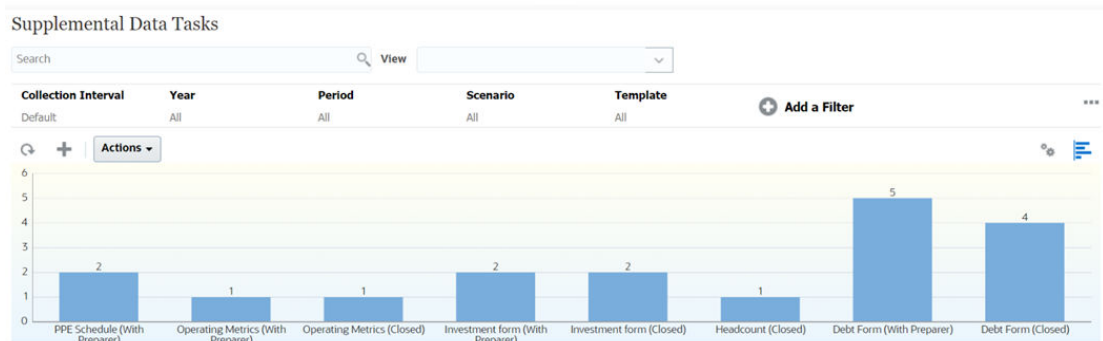 Supplemental Data Tasks
Search
View
Collection Interval Year Period Scenario Template
Default All All All All
Add a Filter
Actions
6
5
4
3
2
1
0
2
1
1
2
2
1
5
4
PPE Schedule (With
Preparer)
Operating Metrics (With
Preparer)
Operating Metrics (Closed)
Investment form (With
Preparer)
Investment form (Closed)
Headcount (Closed)
Debt Form (With Preparer)
Debt Form (Closed)